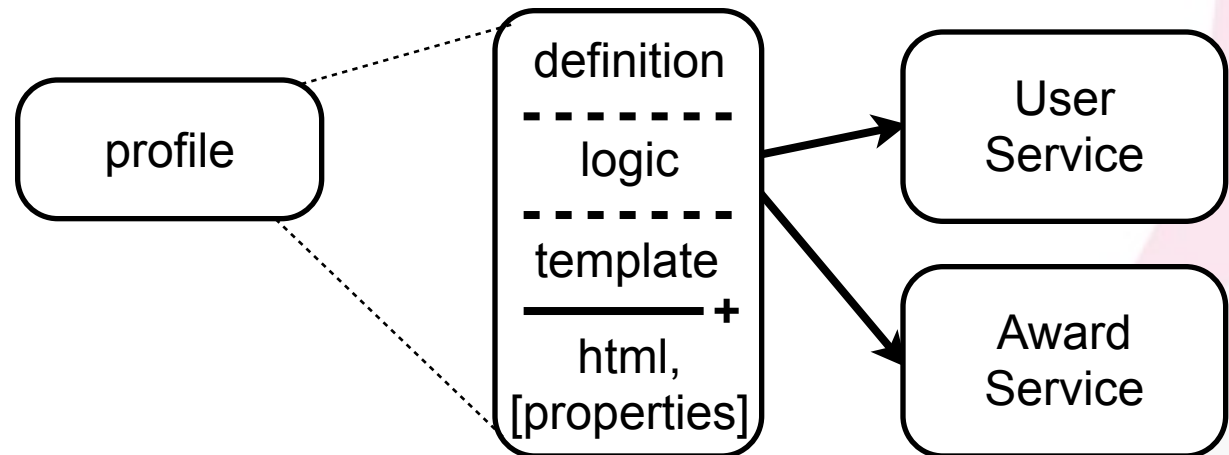 profile
definition
logic
template
+
html,
[properties]
User
Service
Award
Service